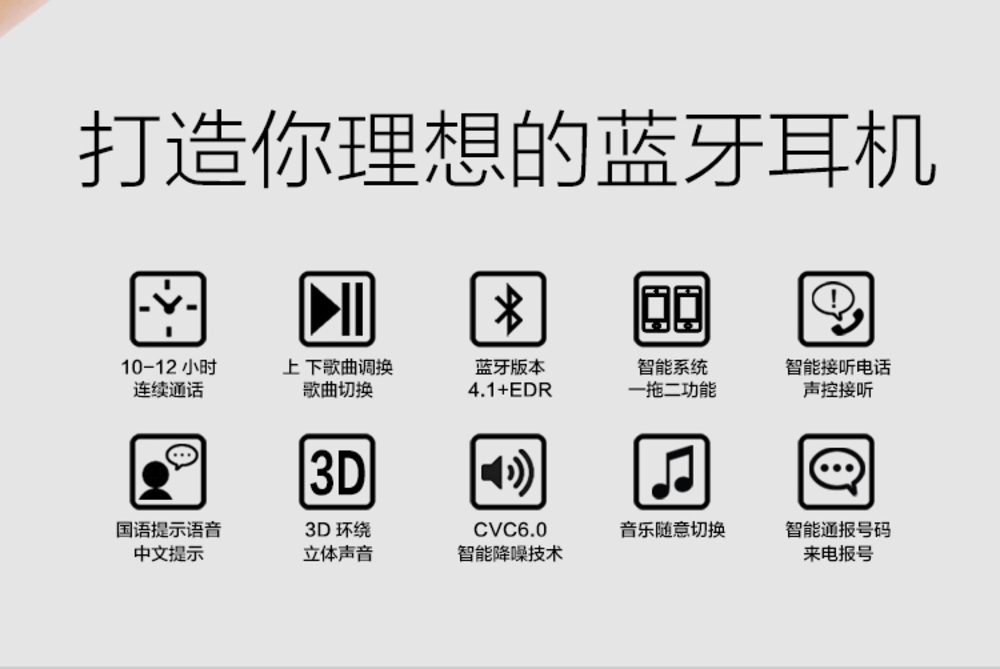 打造你理想的蓝牙耳机
10-12 小时
连续通话
上 下歌曲调换
歌曲切换
蓝牙版本
4.1+EDR
智能系统
一拖二功能
智能接听电话
声控接听
国语提示语音
中文提示
3D
3D 环绕
立体声音
CVC6.0
智能降噪技术
音乐随意切换
智能通报号码
来电报号